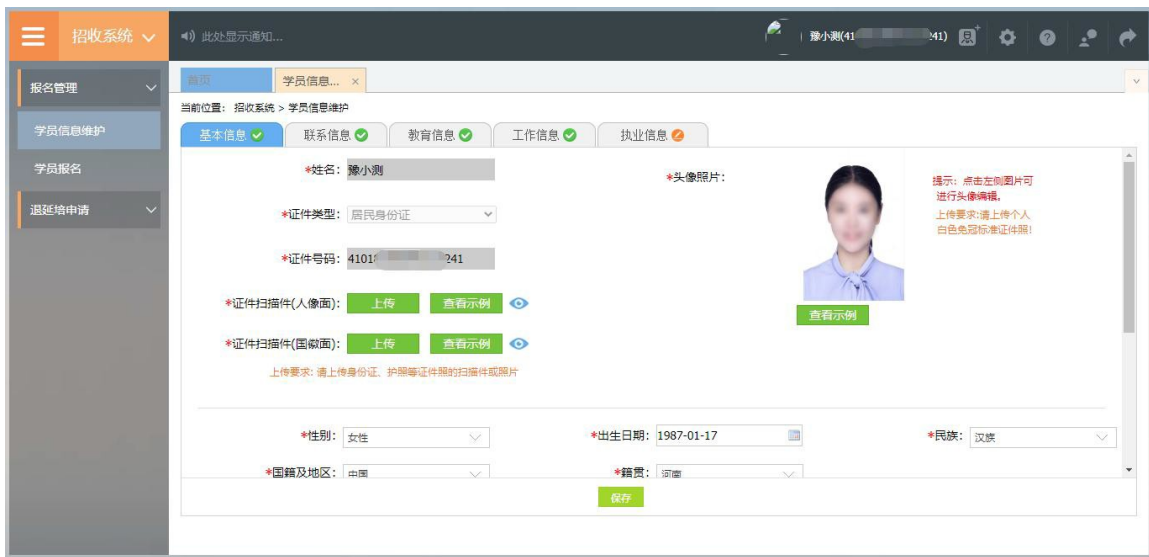 招收系统
此处显示通知...
豫小测(41 241)
报名管理
学员信息维护
学员报名
退延培申请
首页
学员信息... ×
当前位置: 招收系统 > 学员信息维护
基本信息
联系信息
教育信息
工作信息
执业信息
*姓名: 豫小测
*头像照片:
提示: 点击左侧图片可
进行头像编辑。
上传要求:请上传个人
白色免冠标准证件照!
*证件类型: 居民身份证
*证件号码: 4101 241
*证件扫描件(人像面): 上传 查看示例
查看示例
*证件扫描件(国徽面): 上传 查看示例
上传要求: 请上传身份证、护照等证件照的扫描件或照片
*性别: 女性
*出生日期: 1987-01-17
*民族: 汉族
*国籍及地区: 中国
*籍贯: 河南
保存